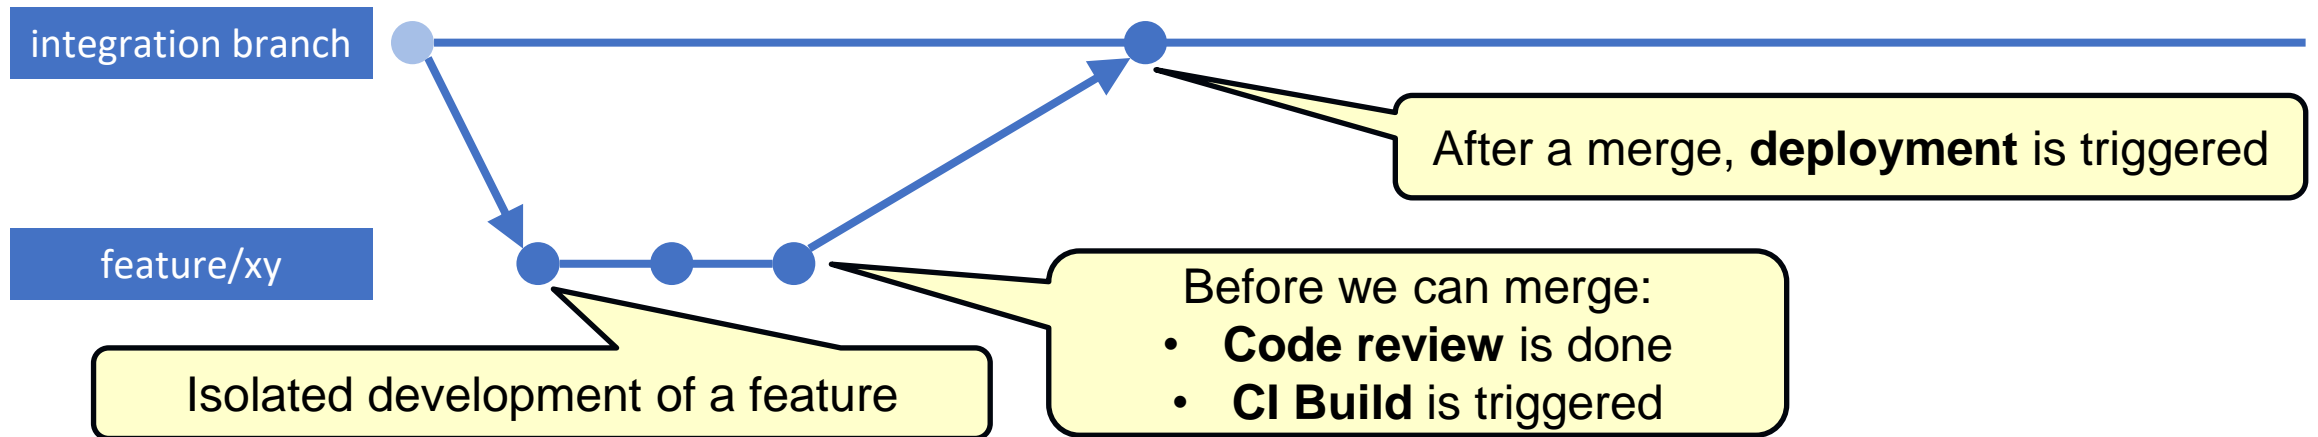 integration branch
After a merge, deployment is triggered
feature/xy
Before we can merge:
• Code review is done
• CI Build is triggered
Isolated development of a feature